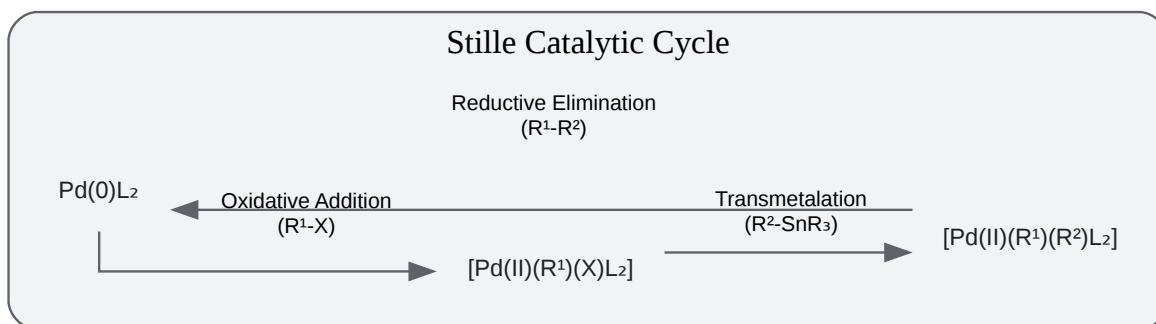 Stille Catalytic Cycle
Reductive Elimination
(R¹-R²)
Pd(0)L₂
Oxidative Addition
(R¹-X)
Transmetalation
(R²-SnR₃)
[Pd(II)(R¹)(X)L₂]
[Pd(II)(R¹)(R²)L₂]